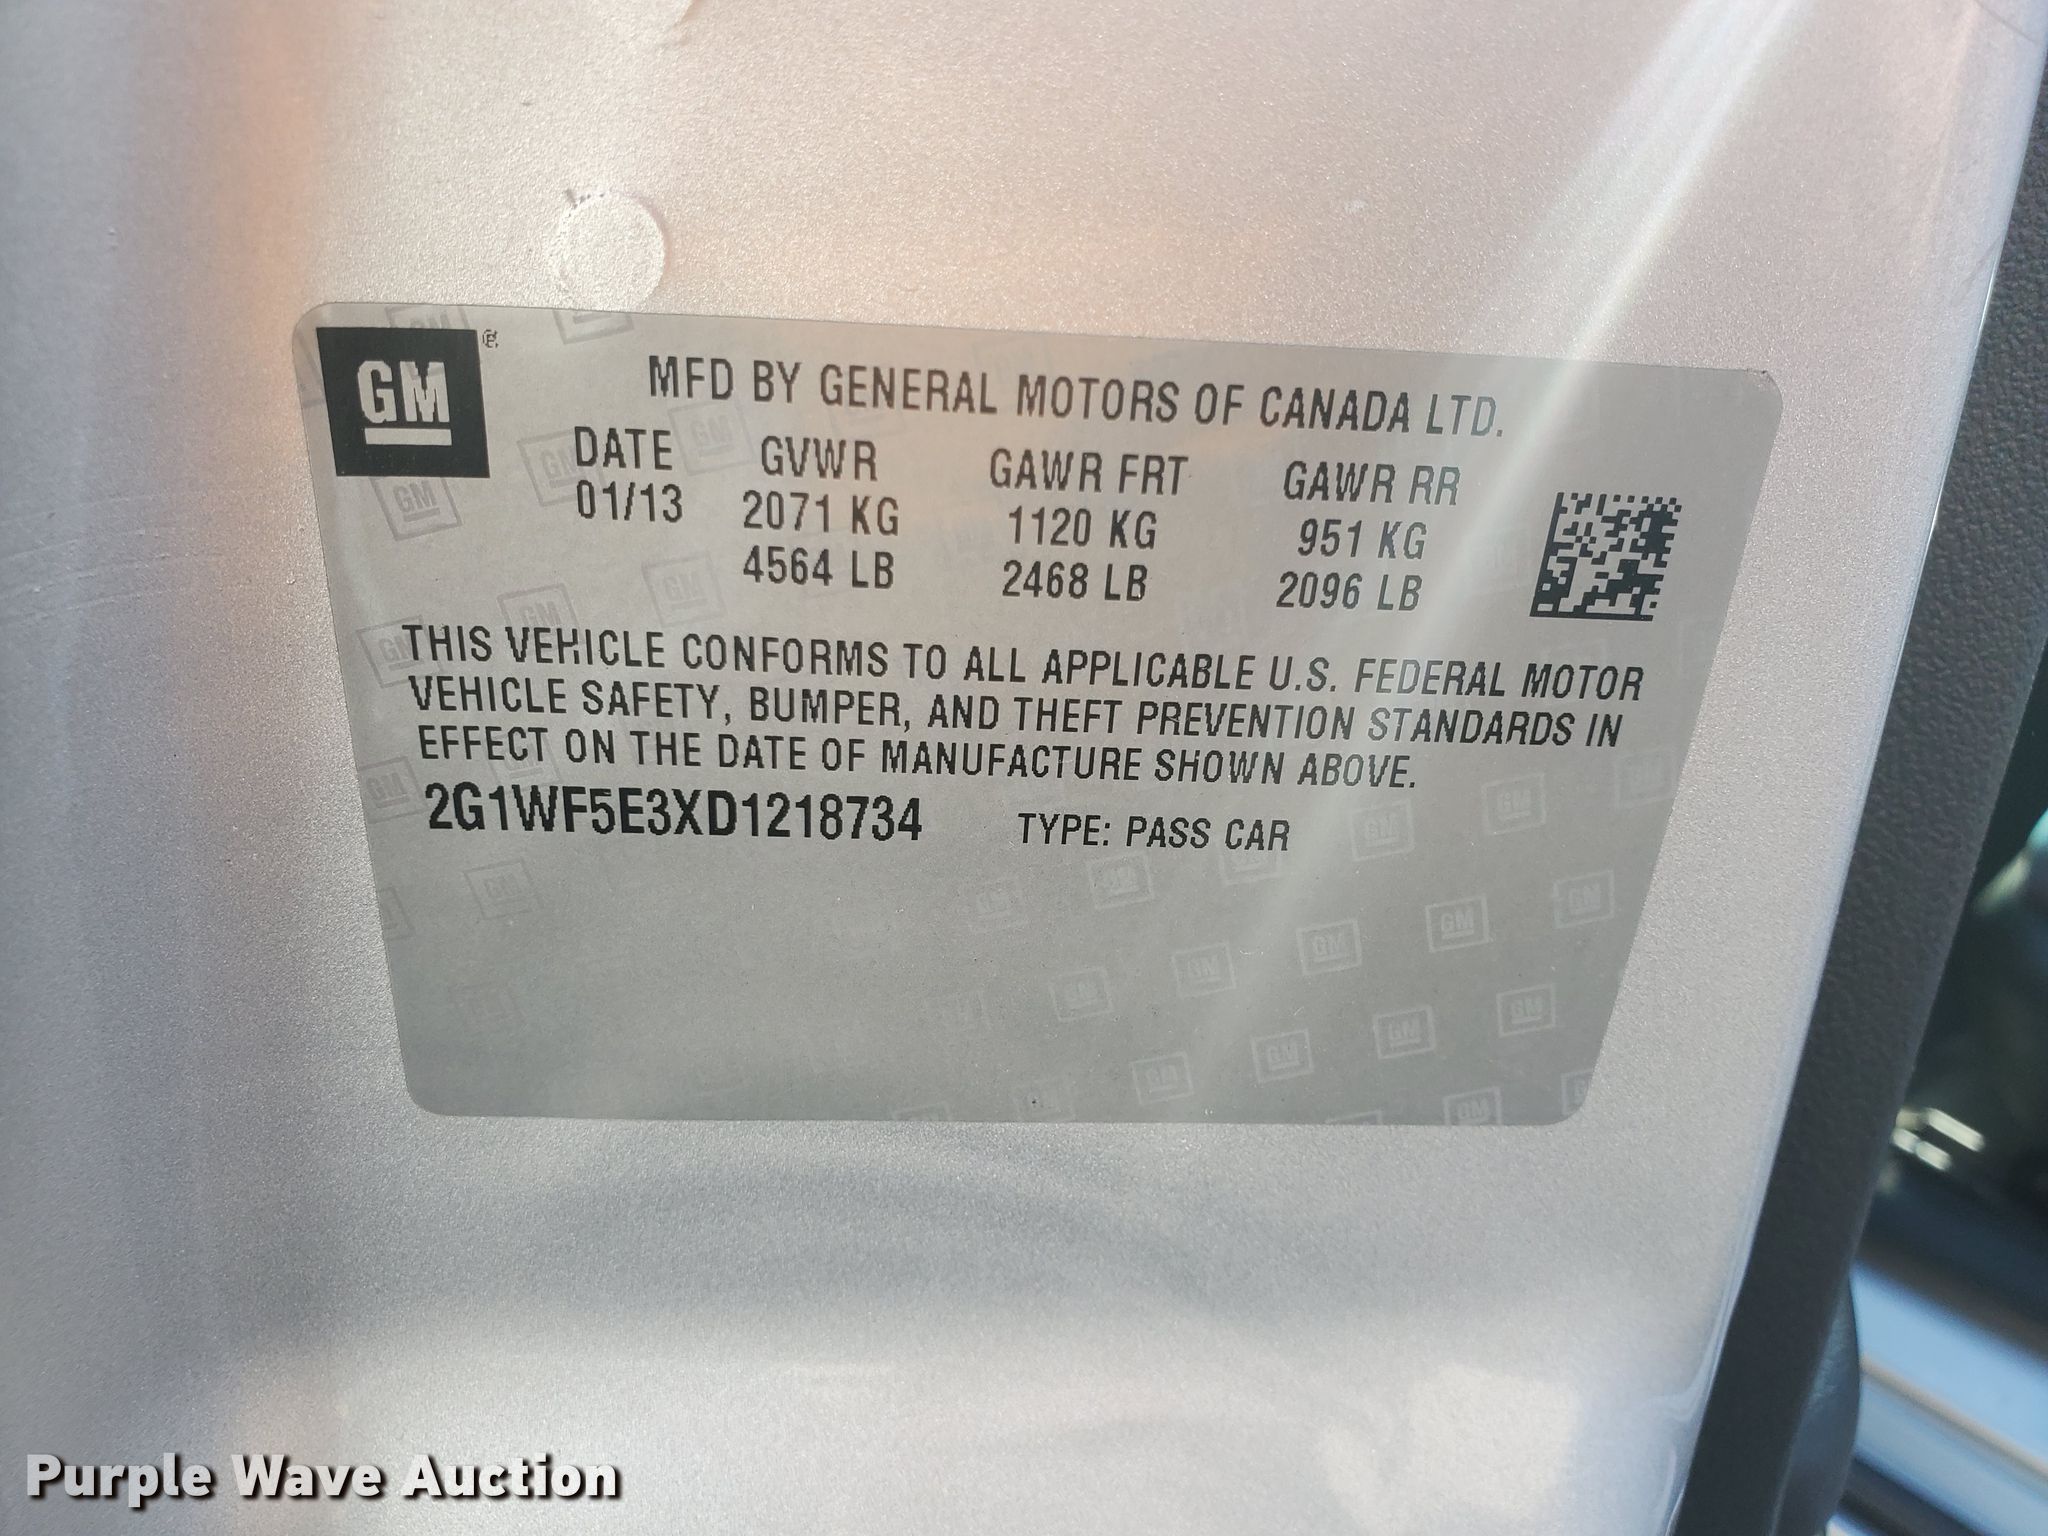 GM
MFD BY GENERAL MOTORS OF CANADA LTD.
DATE GVWR GAWR FRT GAWR RR
01/13 2071 KG 1120 KG 951 KG
4564 LB 2468 LB 2096 LB
THIS VEHICLE CONFORMS TO ALL APPLICABLE U.S. FEDERAL MOTOR
VEHICLE SAFETY, BUMPER, AND THEFT PREVENTION STANDARDS IN
EFFECT ON THE DATE OF MANUFACTURE SHOWN ABOVE.
2G1WF5E3XD1218734 TYPE: PASS CAR
Purple Wave Auction